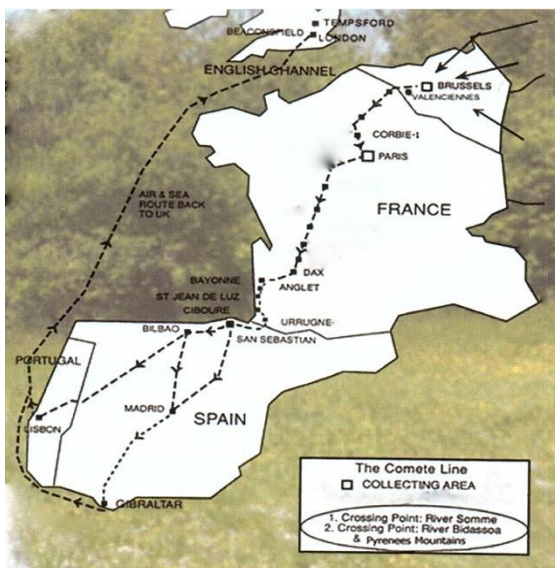 TEMPSFORD
BEACONSFIELD
LONDON
ENGLISH CHANNEL
BRUSSELS
VALENCIENNES
CORBIE-1
PARIS
AIR & SEA
ROUTE BACK
TO UK
FRANCE
DAX
BAYONNE
ANGLET
ST JEAN DE LUZ
CIBOURE
URRUGNE-
BILBAO
SAN SEBASTIAN
PORTUGAL
MADRID
SPAIN
LISBON
GIBRALTAR
The Comete Line
COLLECTING AREA
1. Crossing Point: River Somme
2. Crossing Point: River Bidassoa
& Pyrenees Mountains